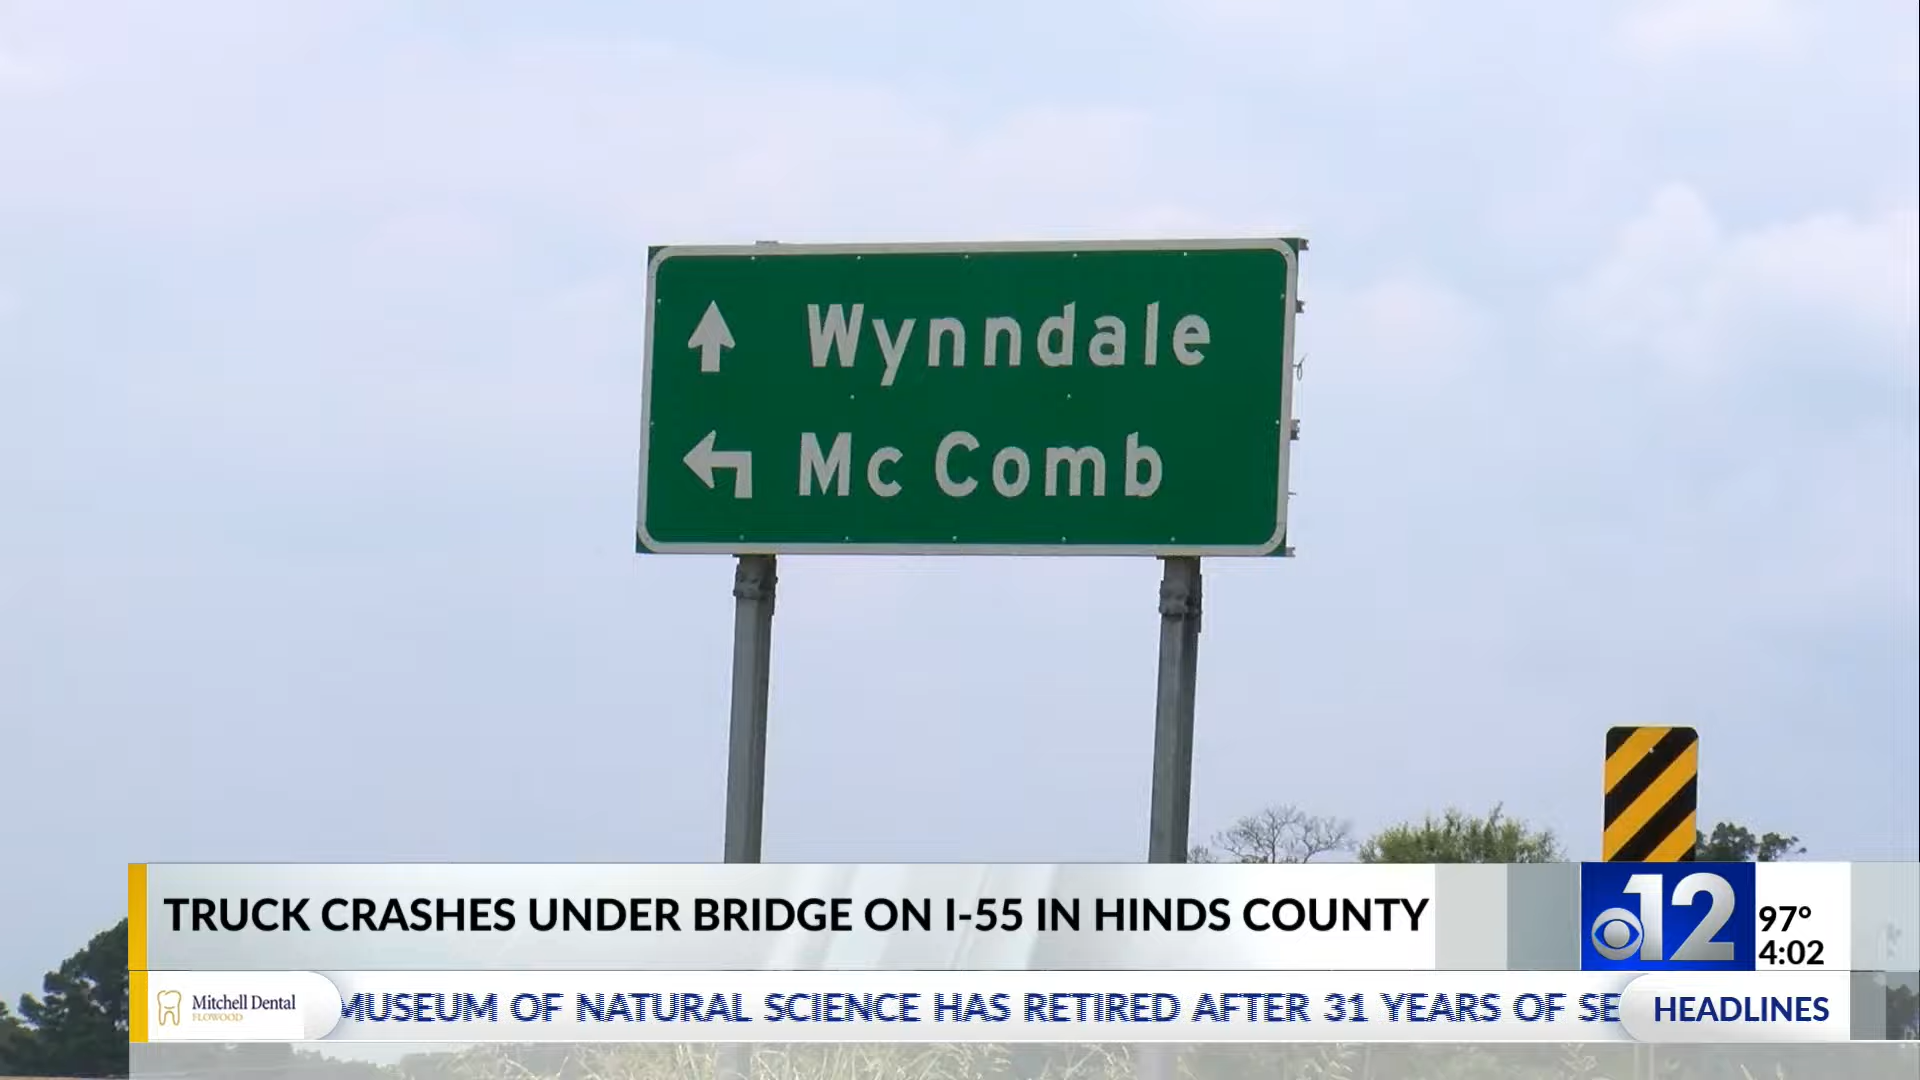 Wynndale
Mc Comb
TRUCK CRASHES UNDER BRIDGE ON I-55 IN HINDS COUNTY
12
97°
4:02
Mitchell Dental
FLOWOOD
MUSEUM OF NATURAL SCIENCE HAS RETIRED AFTER 31 YEARS OF SE
HEADLINES